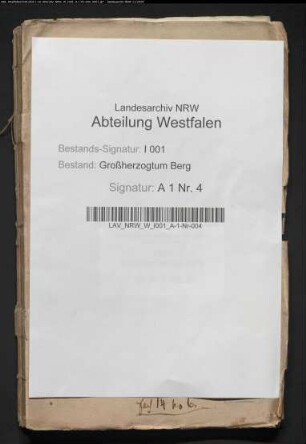 Landesarchiv NRW
Abteilung Westfalen
Bestands-Signatur: I 001
Bestand: Großherzogtum Berg
Signatur: A 1 Nr. 4
LAV_NRW_W_I001_A-1-Nr-004